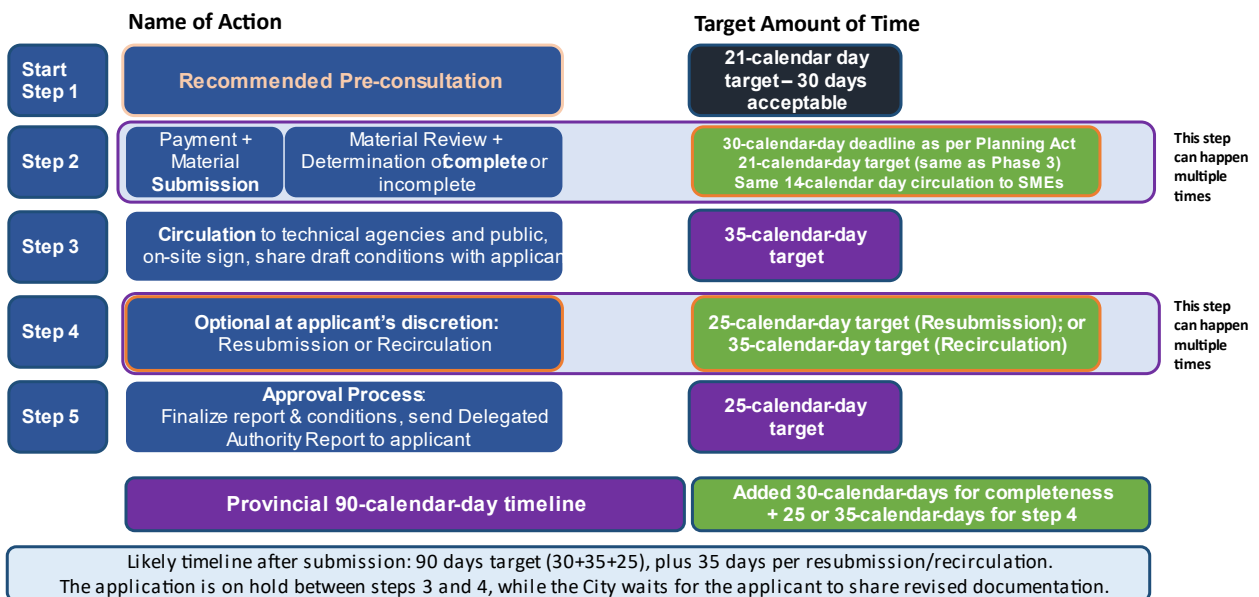 Name of Action
Target Amount of Time
Start
Step 1
Recommended Pre-consultation
21-calendar day
target – 30 days
acceptable
Step 2
Payment +
Material
Submission
Material Review +
Determination of complete or
incomplete
30-calendar-day deadline as per Planning Act
21-calendar-day target (same as Phase 3)
Same 14-calendar day circulation to SMEs
This step
can happen
multiple
times
Step 3
Circulation to technical agencies and public,
on-site sign, share draft conditions with applican
35-calendar-day
target
Step 4
Optional at applicant's discretion:
Resubmission or Recirculation
25-calendar-day target (Resubmission); or
35-calendar-day target (Recirculation)
This step
can happen
multiple
times
Step 5
Approval Process:
Finalize report & conditions, send Delegated
Authority Report to applicant
25-calendar-day
target
Provincial 90-calendar-day timeline
Added 30-calendar-days for completeness
+ 25 or 35-calendar-days for step 4
Likely timeline after submission: 90 days target (30+35+25), plus 35 days per resubmission/recirculation.
The application is on hold between steps 3 and 4, while the City waits for the applicant to share revised documentation.